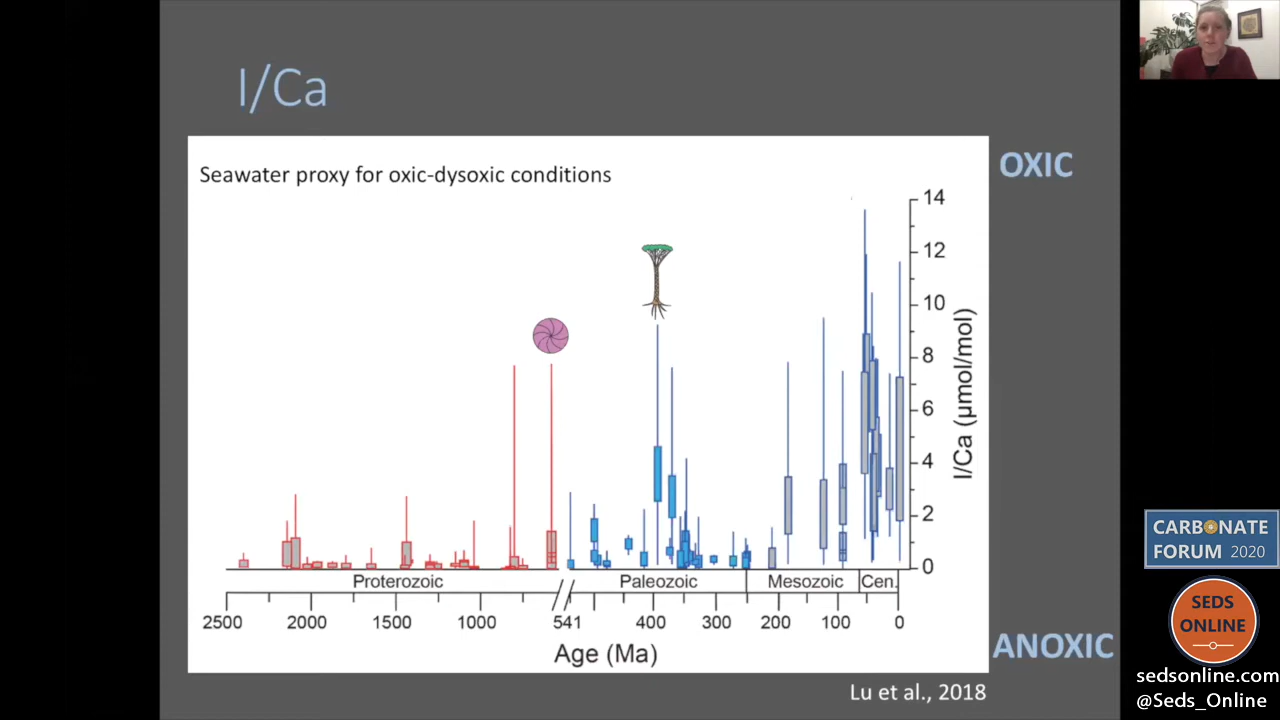 I/Ca
Seawater proxy for oxic-dysoxic conditions
OXIC
14
12
10
8
6
4
2
0
I/Ca (µmol/mol)
Proterozoic
Paleozoic
Mesozoic
Cen.
2500
2000
1500
1000
541
400
300
200
100
0
Age (Ma)
ANOXIC
Lu et al., 2018
CARBONATE
FORUM 2020
SEDS
ONLINE
sedsonline.com
@Seds_Online